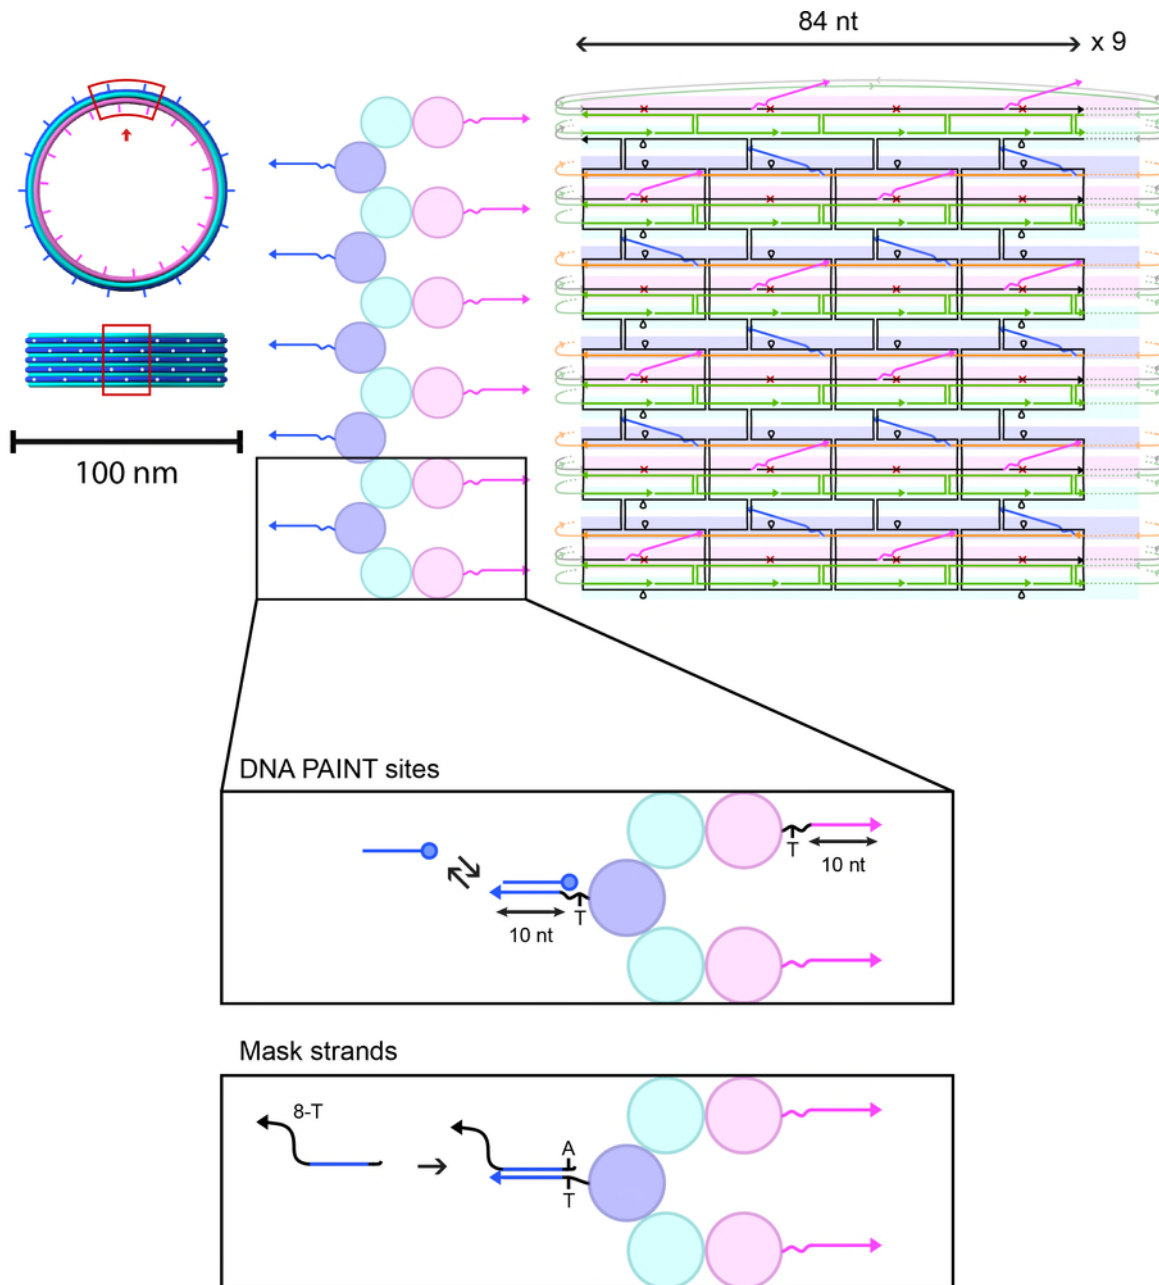 84 nt
x 9
100 nm
DNA PAINT sites
T
10 nt
T
10 nt
Mask strands
8-T
A
T